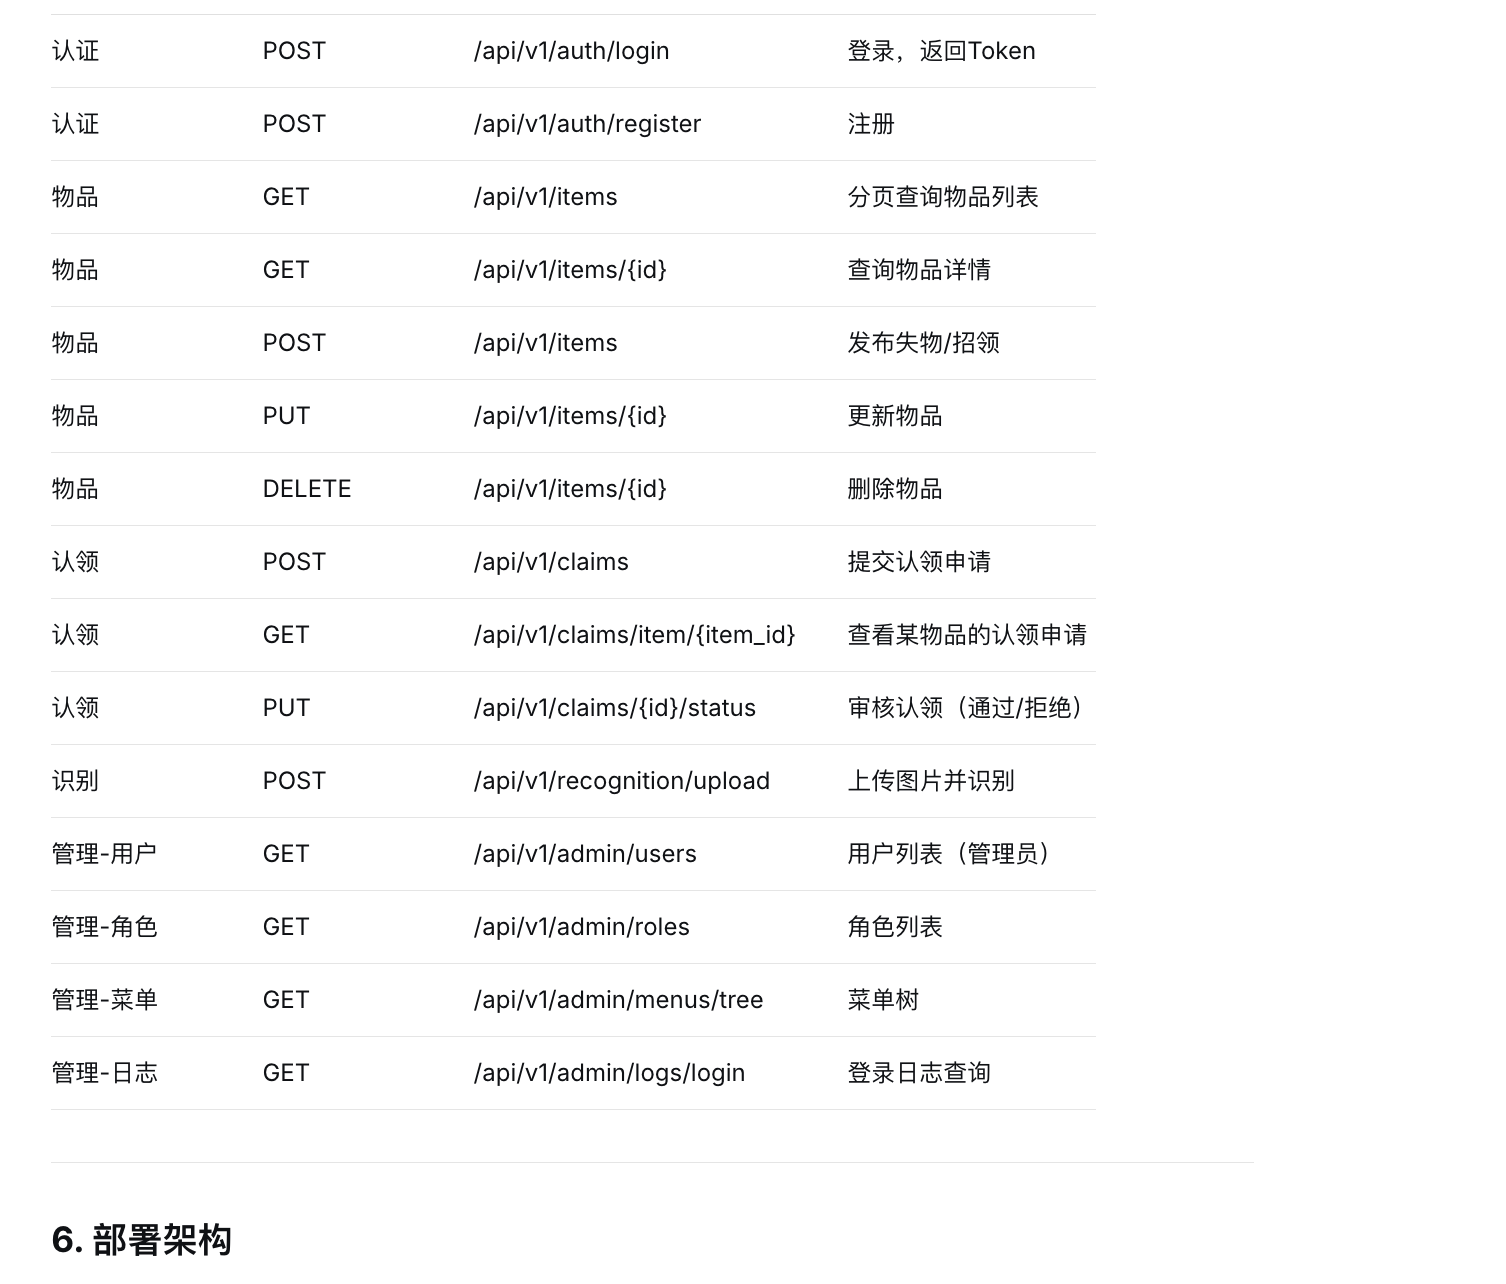 认证 POST /api/v1/auth/login 登录，返回Token
认证 POST /api/v1/auth/register 注册
物品 GET /api/v1/items 分页查询物品列表
物品 GET /api/v1/items/{id} 查询物品详情
物品 POST /api/v1/items 发布失物/招领
物品 PUT /api/v1/items/{id} 更新物品
物品 DELETE /api/v1/items/{id} 删除物品
认领 POST /api/v1/claims 提交认领申请
认领 GET /api/v1/claims/item/{item_id} 查看某物品的认领申请
认领 PUT /api/v1/claims/{id}/status 审核认领（通过/拒绝）
识别 POST /api/v1/recognition/upload 上传图片并识别
管理-用户 GET /api/v1/admin/users 用户列表（管理员）
管理-角色 GET /api/v1/admin/roles 角色列表
管理-菜单 GET /api/v1/admin/menus/tree 菜单树
管理-日志 GET /api/v1/admin/logs/login 登录日志查询
6. 部署架构